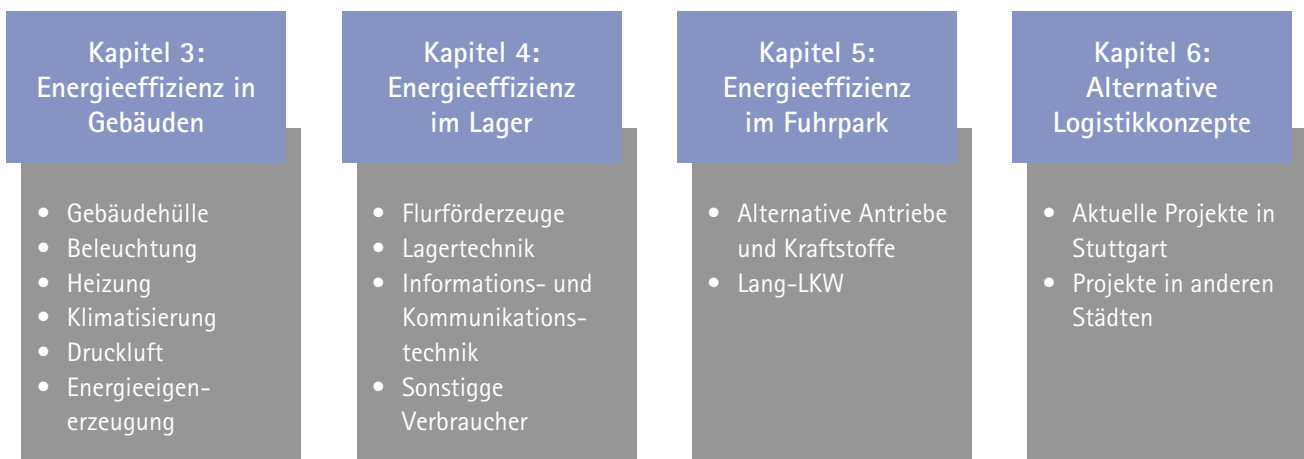 Kapitel 3:
Energieeffizienz in
Gebäuden
• Gebäudehülle
• Beleuchtung
• Heizung
• Klimatisierung
• Druckluft
• Energieeigen-
erzeugung
Kapitel 4:
Energieeffizienz
im Lager
• Flurförderzeuge
• Lagertechnik
• Informations- und
Kommunikations-
technik
• Sonstigge
Verbraucher
Kapitel 5:
Energieeffizienz
im Fuhrpark
• Alternative Antriebe
und Kraftstoffe
• Lang-LKW
Kapitel 6:
Alternative
Logistikkonzepte
• Aktuelle Projekte in
Stuttgart
• Projekte in anderen
Städten